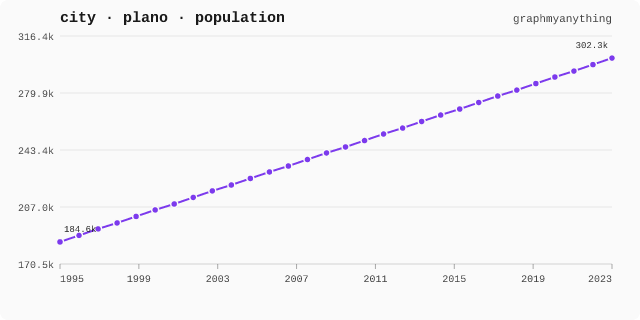 city · plano · population
graphmyanything
316.4k
302.3k
279.9k
243.4k
207.0k
184.6k
170.5k
1995 1999 2003 2007 2011 2015 2019 2023